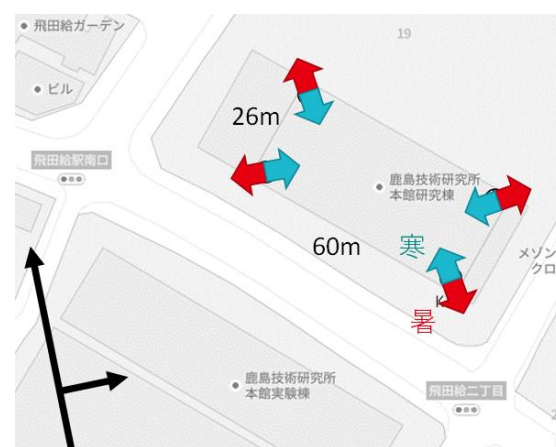 飛田給ガーデン
19
ビル
26m
飛田給駅南口
鹿島技術研究所
本館研究棟
60m
寒
メゾン
クロ
K
暑
鹿島技術研究所
本館実験棟
飛田給二丁目
2